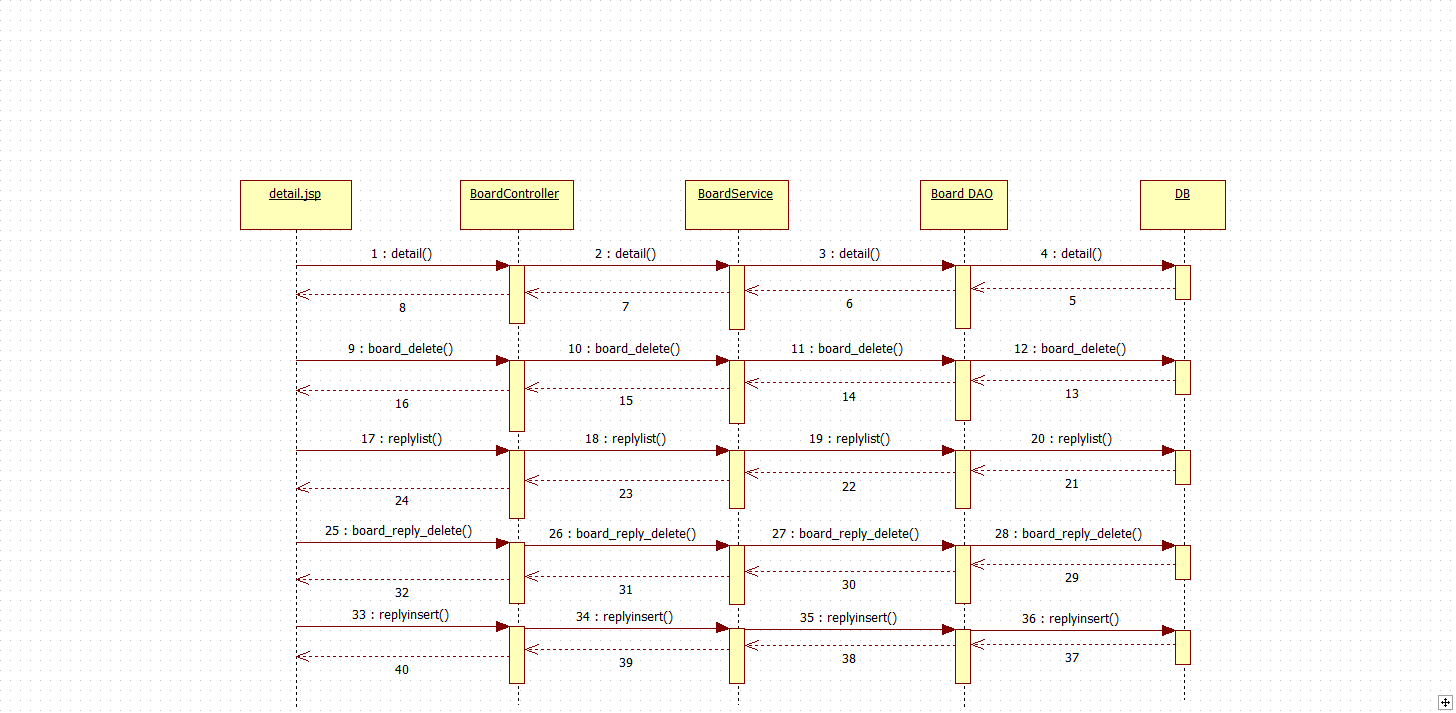 detail.jsp
BoardController
BoardService
Board DAO
DB
1 : detail()
2 : detail()
3 : detail()
4 : detail()
8
7
6
5
9 : board_delete()
10 : board_delete()
11 : board_delete()
12 : board_delete()
16
15
14
13
17 : replylist()
18 : replylist()
19 : replylist()
20 : replylist()
24
23
22
21
25 : board_reply_delete()
26 : board_reply_delete()
27 : board_reply_delete()
28 : board_reply_delete()
32
31
30
29
33 : replyinsert()
34 : replyinsert()
35 : replyinsert()
36 : replyinsert()
40
39
38
37